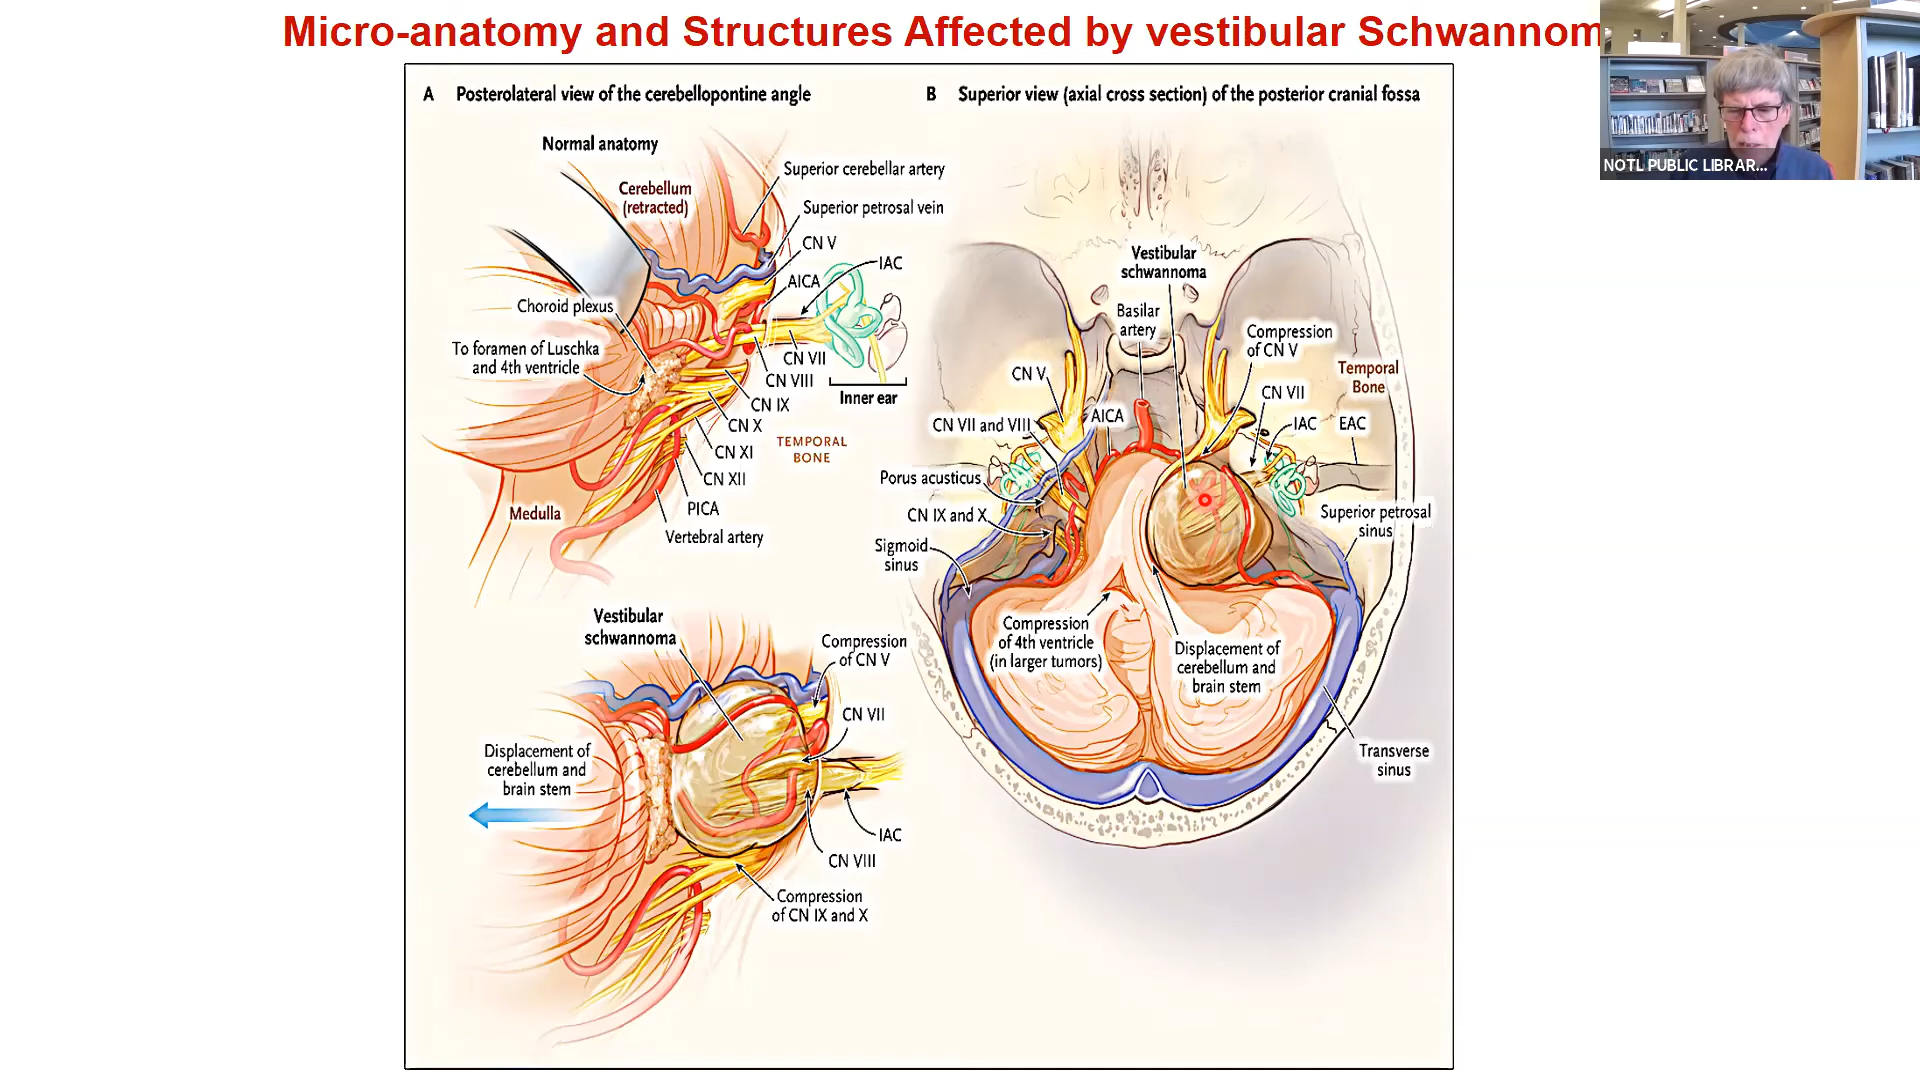 Micro-anatomy and Structures Affected by vestibular Schwannom
NOTL PUBLIC LIBRAR...
A Posterolateral view of the cerebellopontine angle
Normal anatomy
Cerebellum
(retracted)
Superior cerebellar artery
Superior petrosal vein
CN V
IAC
AICA
Choroid plexus
To foramen of Luschka
and 4th ventricle
CN VII
CN VIII
Inner ear
CN IX
CN X
TEMPORAL
BONE
CN XI
CN XII
PICA
Medulla
Vertebral artery
Vestibular
schwannoma
Compression
of CN V
CN VII
Displacement of
cerebellum and
brain stem
IAC
CN VIII
Compression
of CN IX and X
B Superior view (axial cross section) of the posterior cranial fossa
Vestibular
schwannoma
Basilar
artery
Compression
of CN V
Temporal
Bone
CN V
CN VII
AICA
CN VII and VIII
IAC
EAC
Porus acusticus
CN IX and X
Superior petrosal
sinus
Sigmoid
sinus
Compression
of 4th ventricle
(in larger tumors)
Displacement of
cerebellum and
brain stem
Transverse
sinus